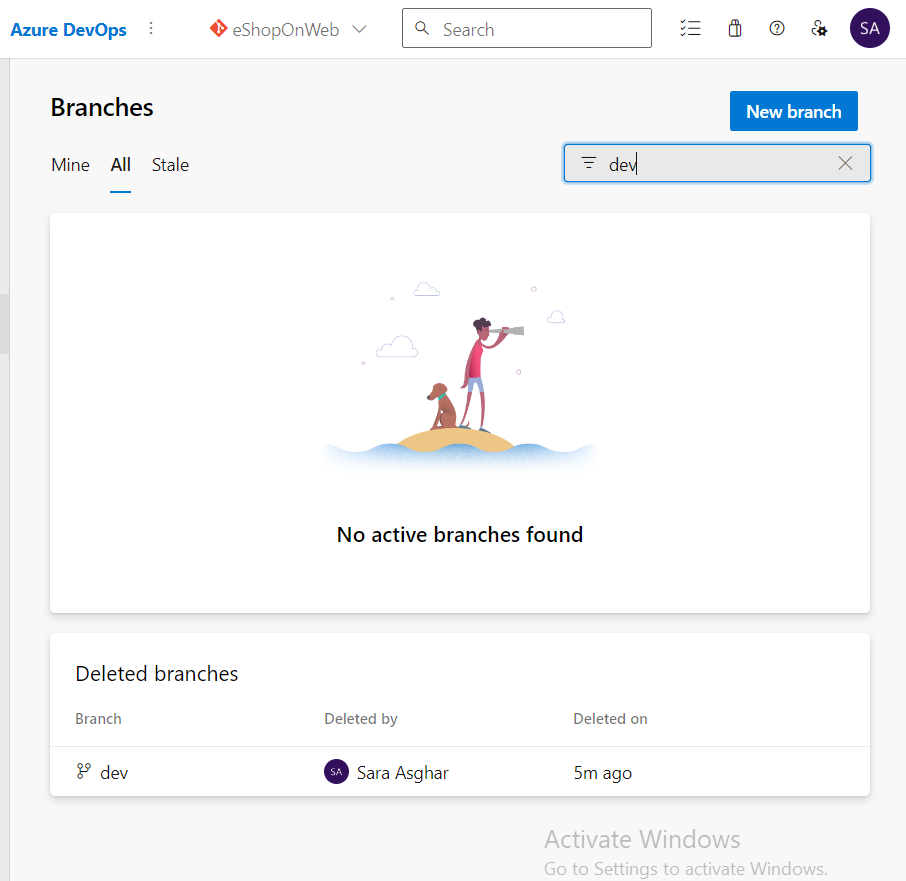 Azure DevOps eShopOnWeb Search SA
Branches
New branch
Mine All Stale
dev
No active branches found
Deleted branches
Branch Deleted by Deleted on
dev SA Sara Asghar 5m ago
Activate Windows
Go to Settings to activate Windows.